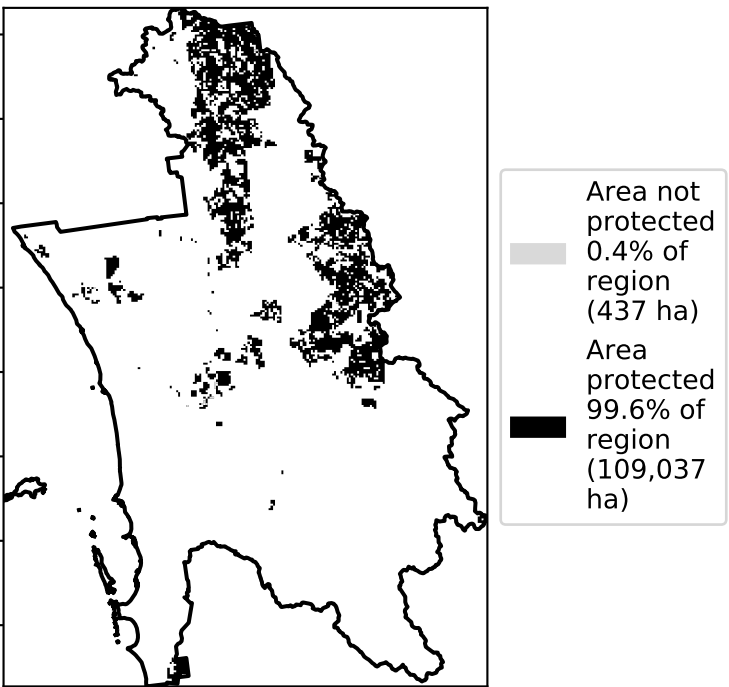 Area not
protected
0.4% of
region
(437 ha)
Area
protected
99.6% of
region
(109,037
ha)